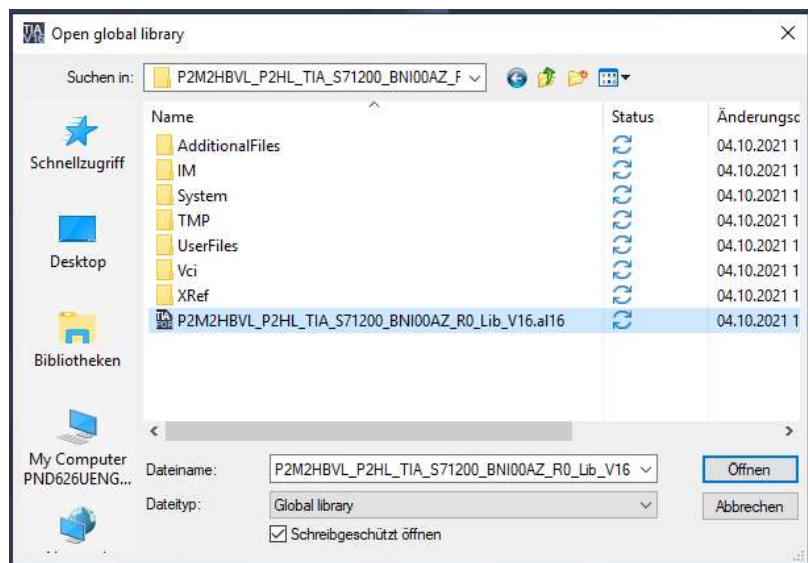 Open global library
Suchen in: P2M2HBVL_P2HL_TIA_S71200_BNI00AZ_F
Name Status Änderungsc
AdditionalFiles 04.10.2021 1
IM 04.10.2021 1
System 04.10.2021 1
TMP 04.10.2021 1
UserFiles 04.10.2021 1
Vci 04.10.2021 1
XRef 04.10.2021 1
P2M2HBVL_P2HL_TIA_S71200_BNI00AZ_R0_Lib_V16.al16 04.10.2021 1
Schnellzugriff
Desktop
Bibliotheken
My Computer
PND626UENG...
Dateiname: P2M2HBVL_P2HL_TIA_S71200_BNI00AZ_R0_Lib_V16 Öffnen
Dateityp: Global library Abbrechen
Schreibgeschützt öffnen